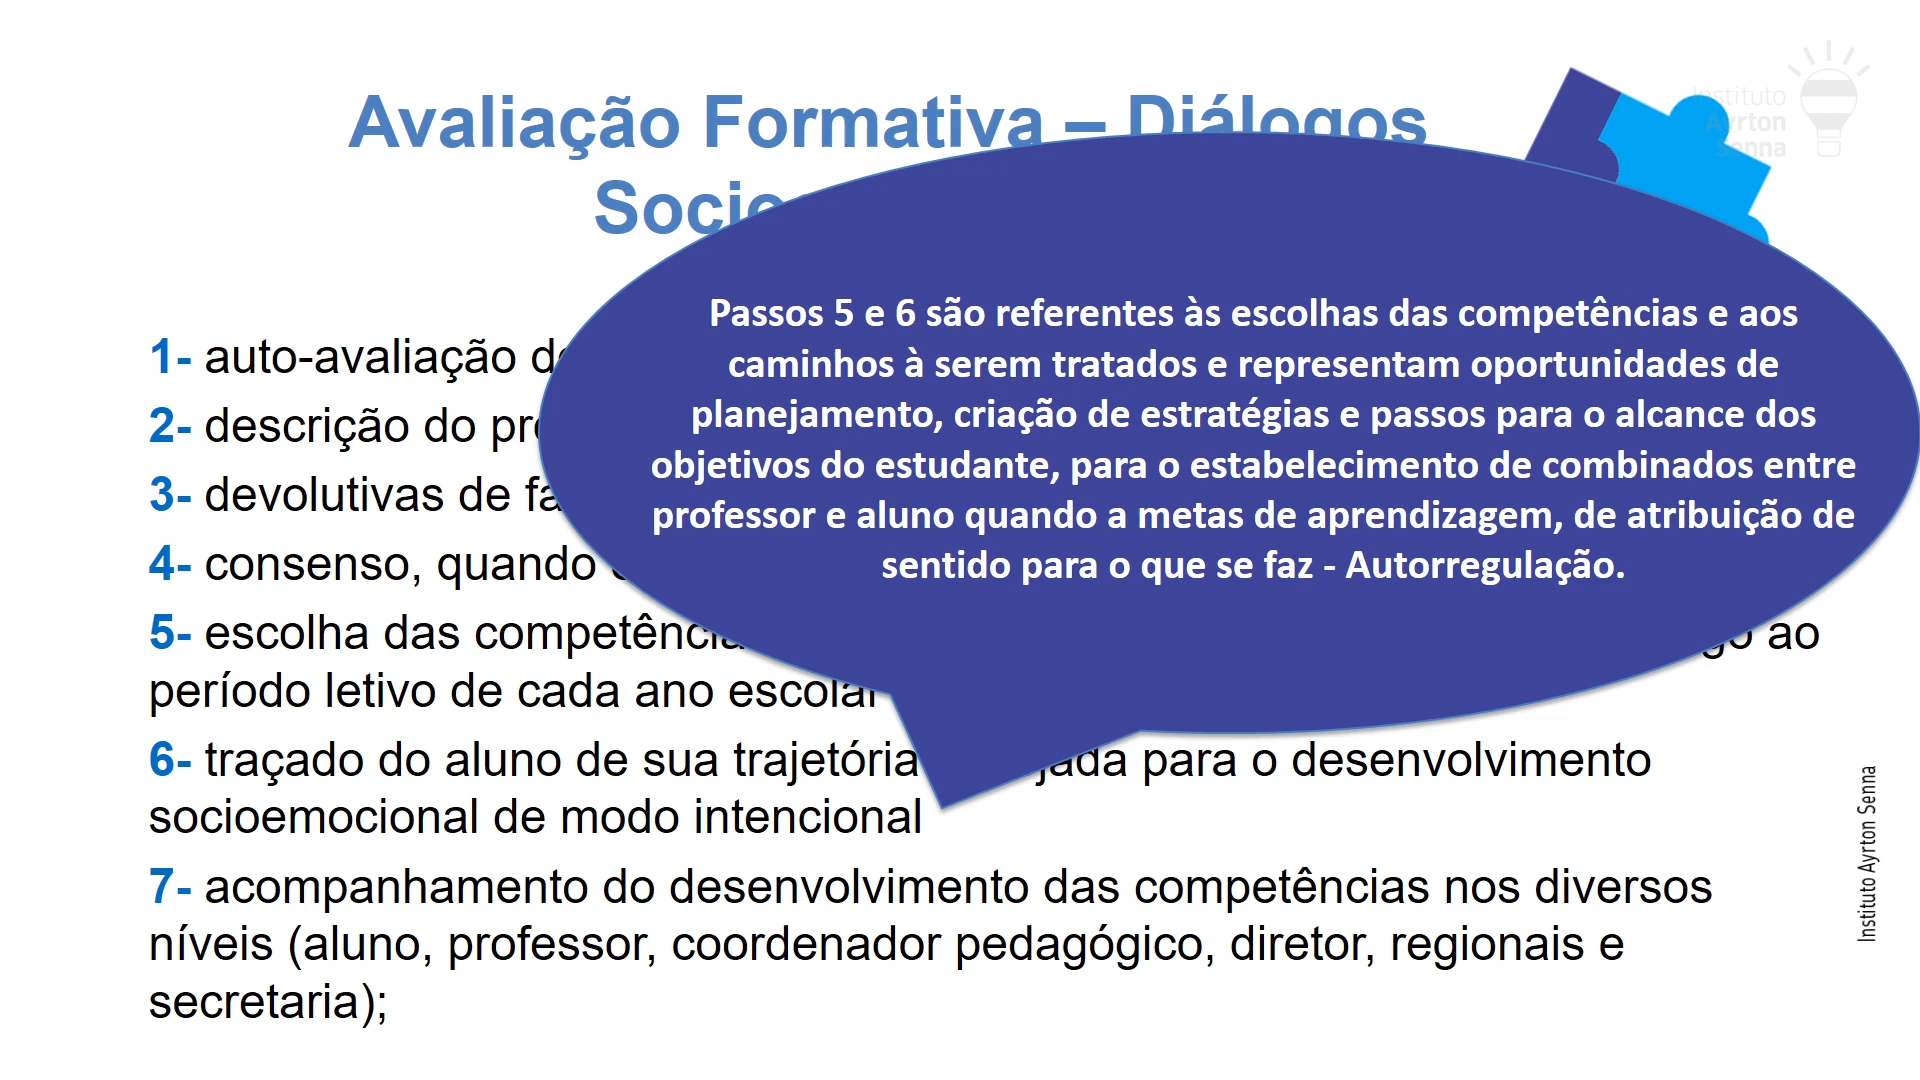 Avaliação Formativa – Diálogos
Instituto
Ayrton
Senna
Passos 5 e 6 são referentes às escolhas das competências e aos
caminhos à serem tratados e representam oportunidades de
planejamento, criação de estratégias e passos para o alcance dos
objetivos do estudante, para o estabelecimento de combinados entre
professor e aluno quando a metas de aprendizagem, de atribuição de
sentido para o que se faz - Autorregulação.
1- auto-avaliação
2- descrição do
3- devolutivas de
4- consenso, quando
5- escolha das ao
período letivo de cada ano escolar
6- traçado do aluno de sua trajetória para o desenvolvimento
socioemocional de modo intencional
7- acompanhamento do desenvolvimento das competências nos diversos
níveis (aluno, professor, coordenador pedagógico, diretor, regionais e
secretaria);
Instituto Ayrton Senna